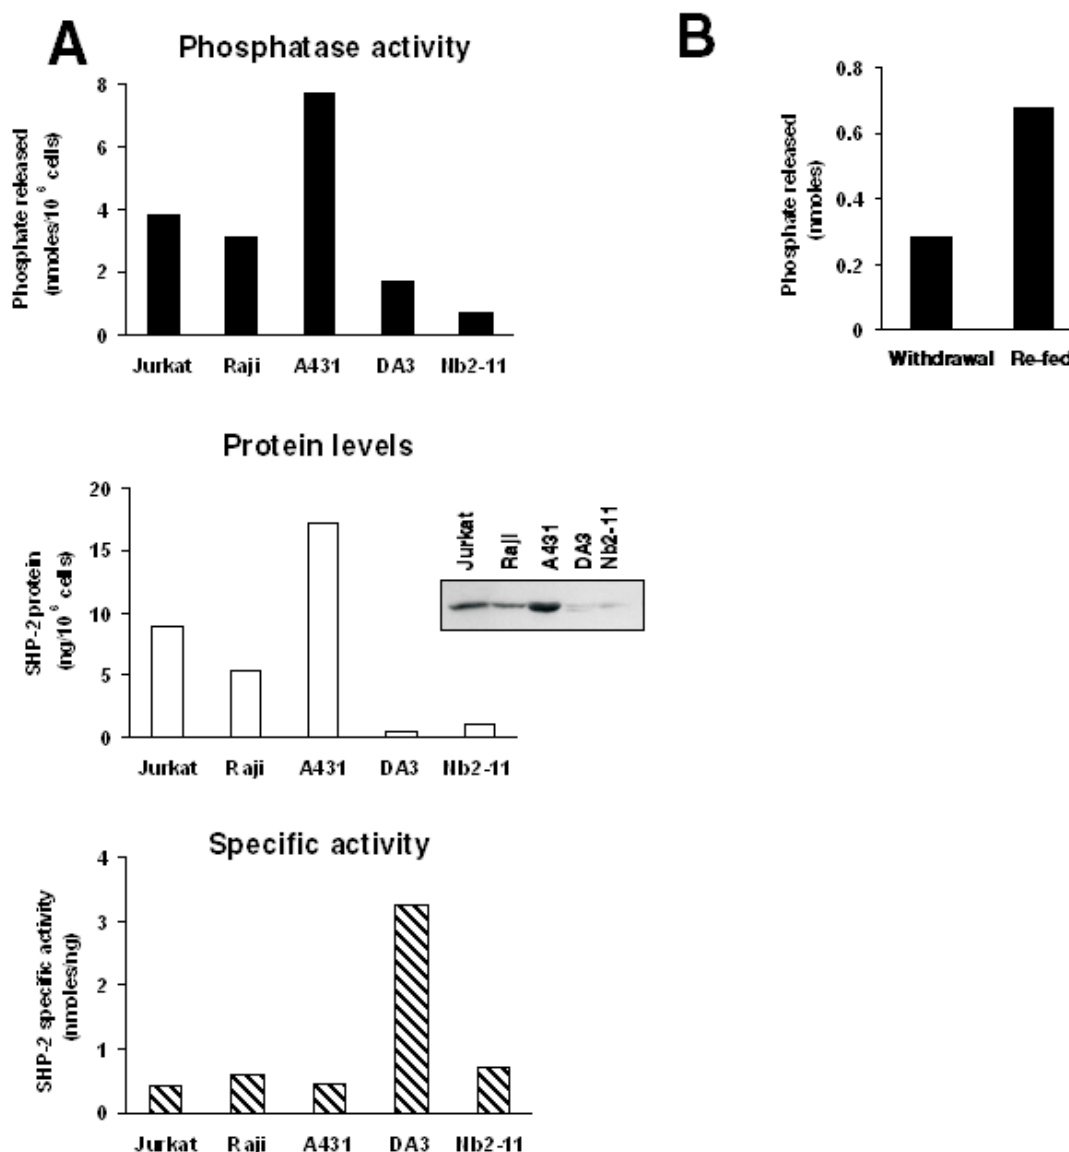 A
Phosphatase activity
Phosphate released
(nmoles/10^6 cells)
8
6
4
2
0
Jurkat Raji A431 DA3 Nb2-11
B
Phosphate released
(nmoles)
0.8
0.6
0.4
0.2
0
Withdrawal Re-fed
Protein levels
SHP-2 protein
(ng/10^6 cells)
20
15
10
5
0
Jurkat Raji A431 DA3 Nb2-11
Jurkat
Raji
A431
DA3
Nb2-11
Specific activity
SHP-2 specific activity
(nmoles/ng)
4
3
2
1
0
Jurkat Raji A431 DA3 Nb2-11